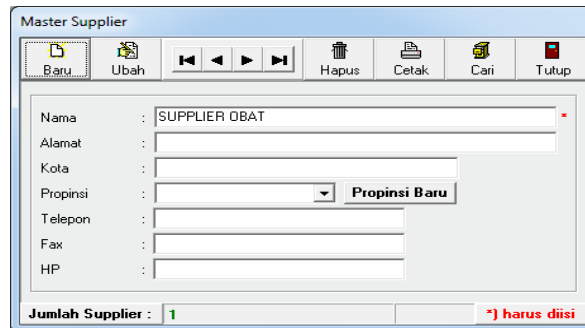 Master Supplier
Baru Ubah Hapus Cetak Cari Tutup
Nama : SUPPLIER OBAT *
Alamat :
Kota :
Propinsi : Propinsi Baru
Telepon :
Fax :
HP :
Jumlah Supplier : 1 *) harus diisi